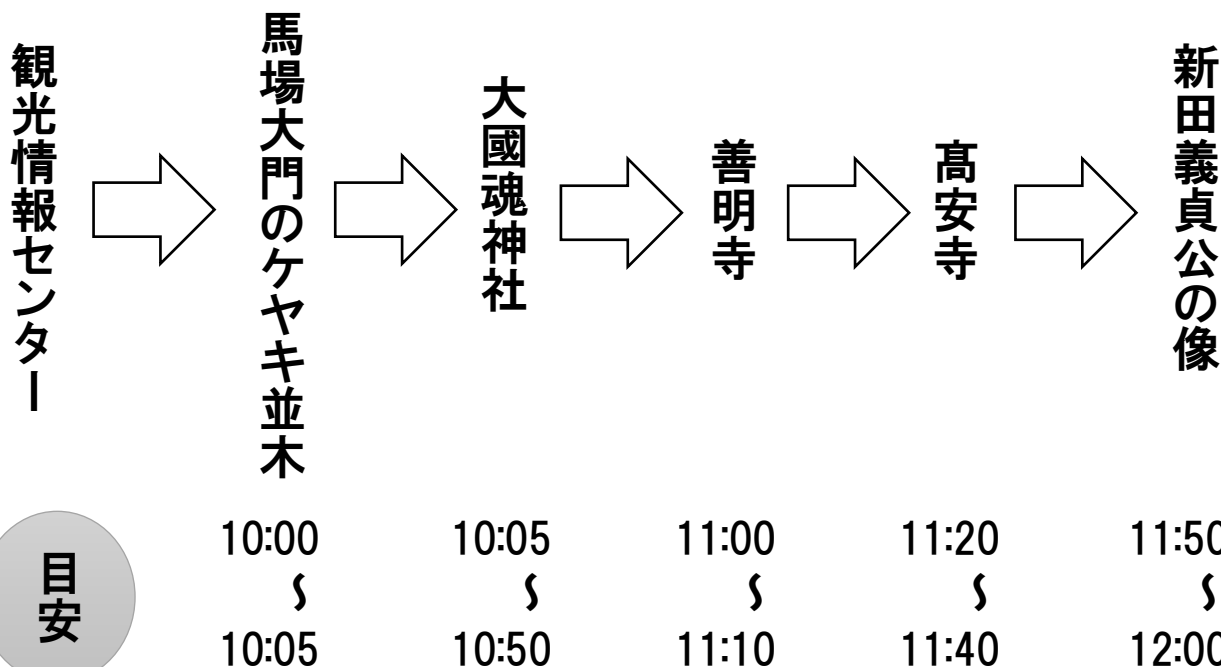 観光情報センター
馬場大門のケヤキ並木
大國魂神社
善明寺
髙安寺
新田義貞公の像
目安
10:00
～
10:05
10:05
～
10:50
11:00
～
11:10
11:20
～
11:40
11:50
～
12:00